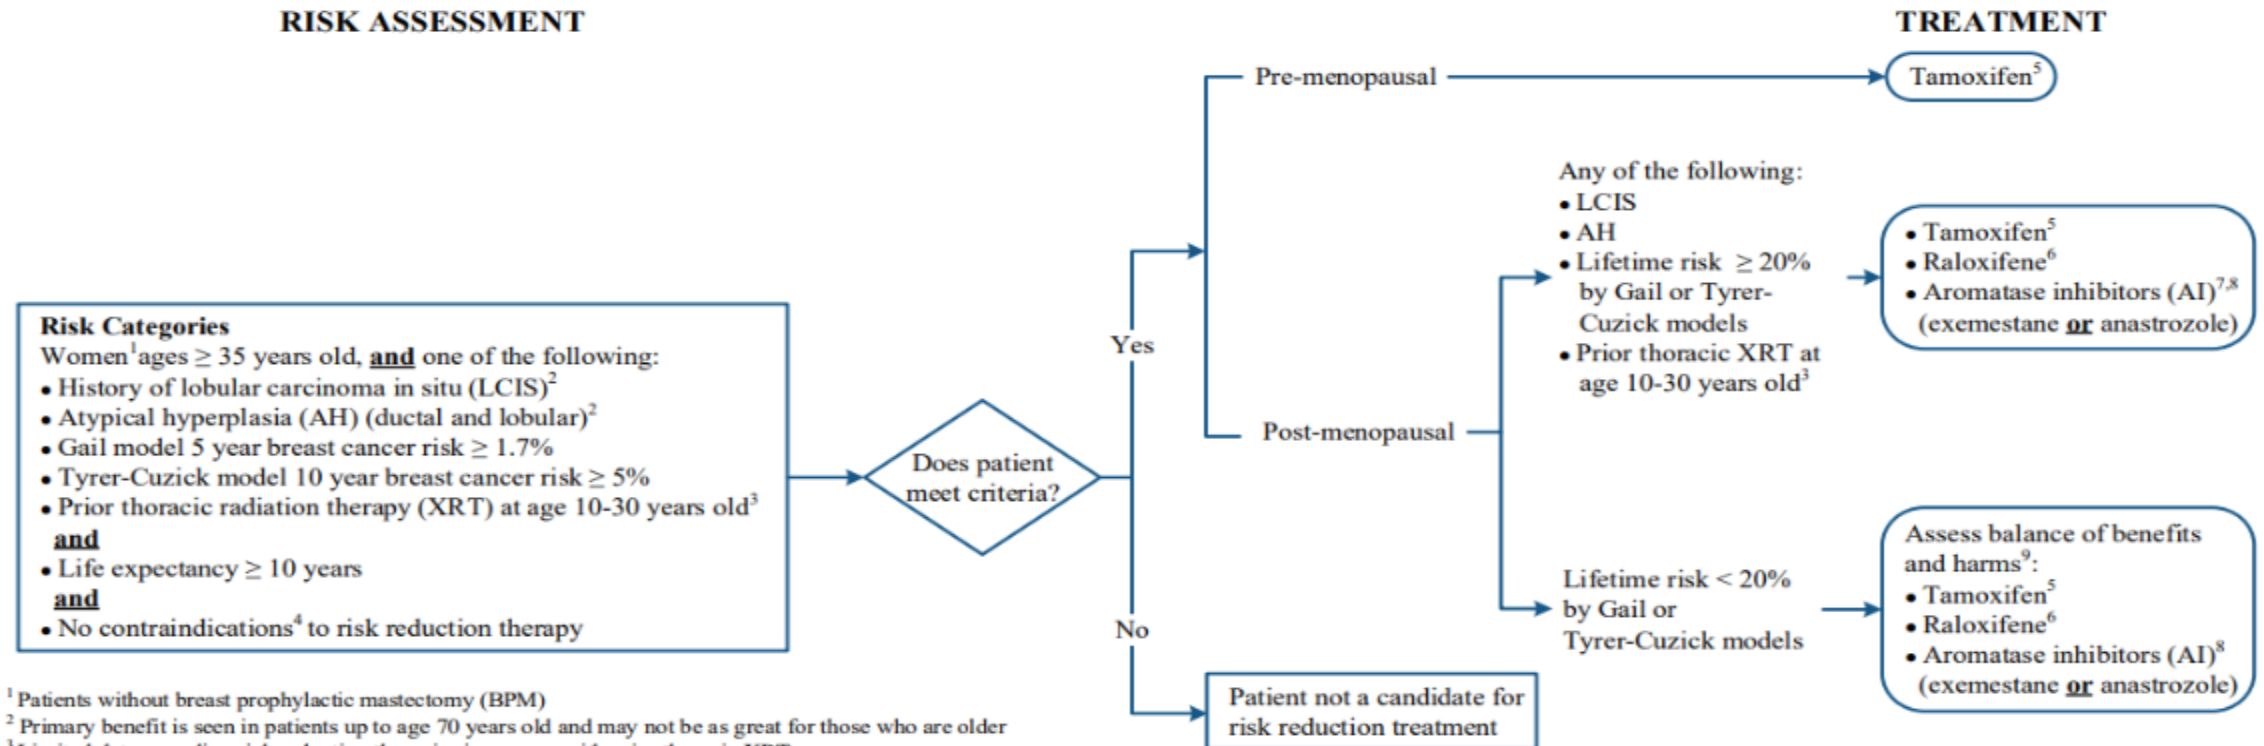 RISK ASSESSMENT
TREATMENT
Pre-menopausal
Tamoxifen⁵
Any of the following:
• LCIS
• AH
• Lifetime risk ≥ 20%
by Gail or Tyrer-
Cuzick models
• Prior thoracic XRT at
age 10-30 years old³
• Tamoxifen⁵
• Raloxifene⁶
• Aromatase inhibitors (AI)⁷,⁸
(exemestane or anastrozole)
Risk Categories
Women¹ages ≥ 35 years old, and one of the following:
• History of lobular carcinoma in situ (LCIS)²
• Atypical hyperplasia (AH) (ductal and lobular)²
• Gail model 5 year breast cancer risk ≥ 1.7%
• Tyrer-Cuzick model 10 year breast cancer risk ≥ 5%
• Prior thoracic radiation therapy (XRT) at age 10-30 years old³
and
• Life expectancy ≥ 10 years
and
• No contraindications⁴ to risk reduction therapy
Does patient
meet criteria?
Yes
No
Post-menopausal
Lifetime risk < 20%
by Gail or
Tyrer-Cuzick models
Assess balance of benefits
and harms⁹:
• Tamoxifen⁵
• Raloxifene⁶
• Aromatase inhibitors (AI)⁸
(exemestane or anastrozole)
Patient not a candidate for
risk reduction treatment
¹ Patients without breast prophylactic mastectomy (BPM)
² Primary benefit is seen in patients up to age 70 years old and may not be as great for those who are older